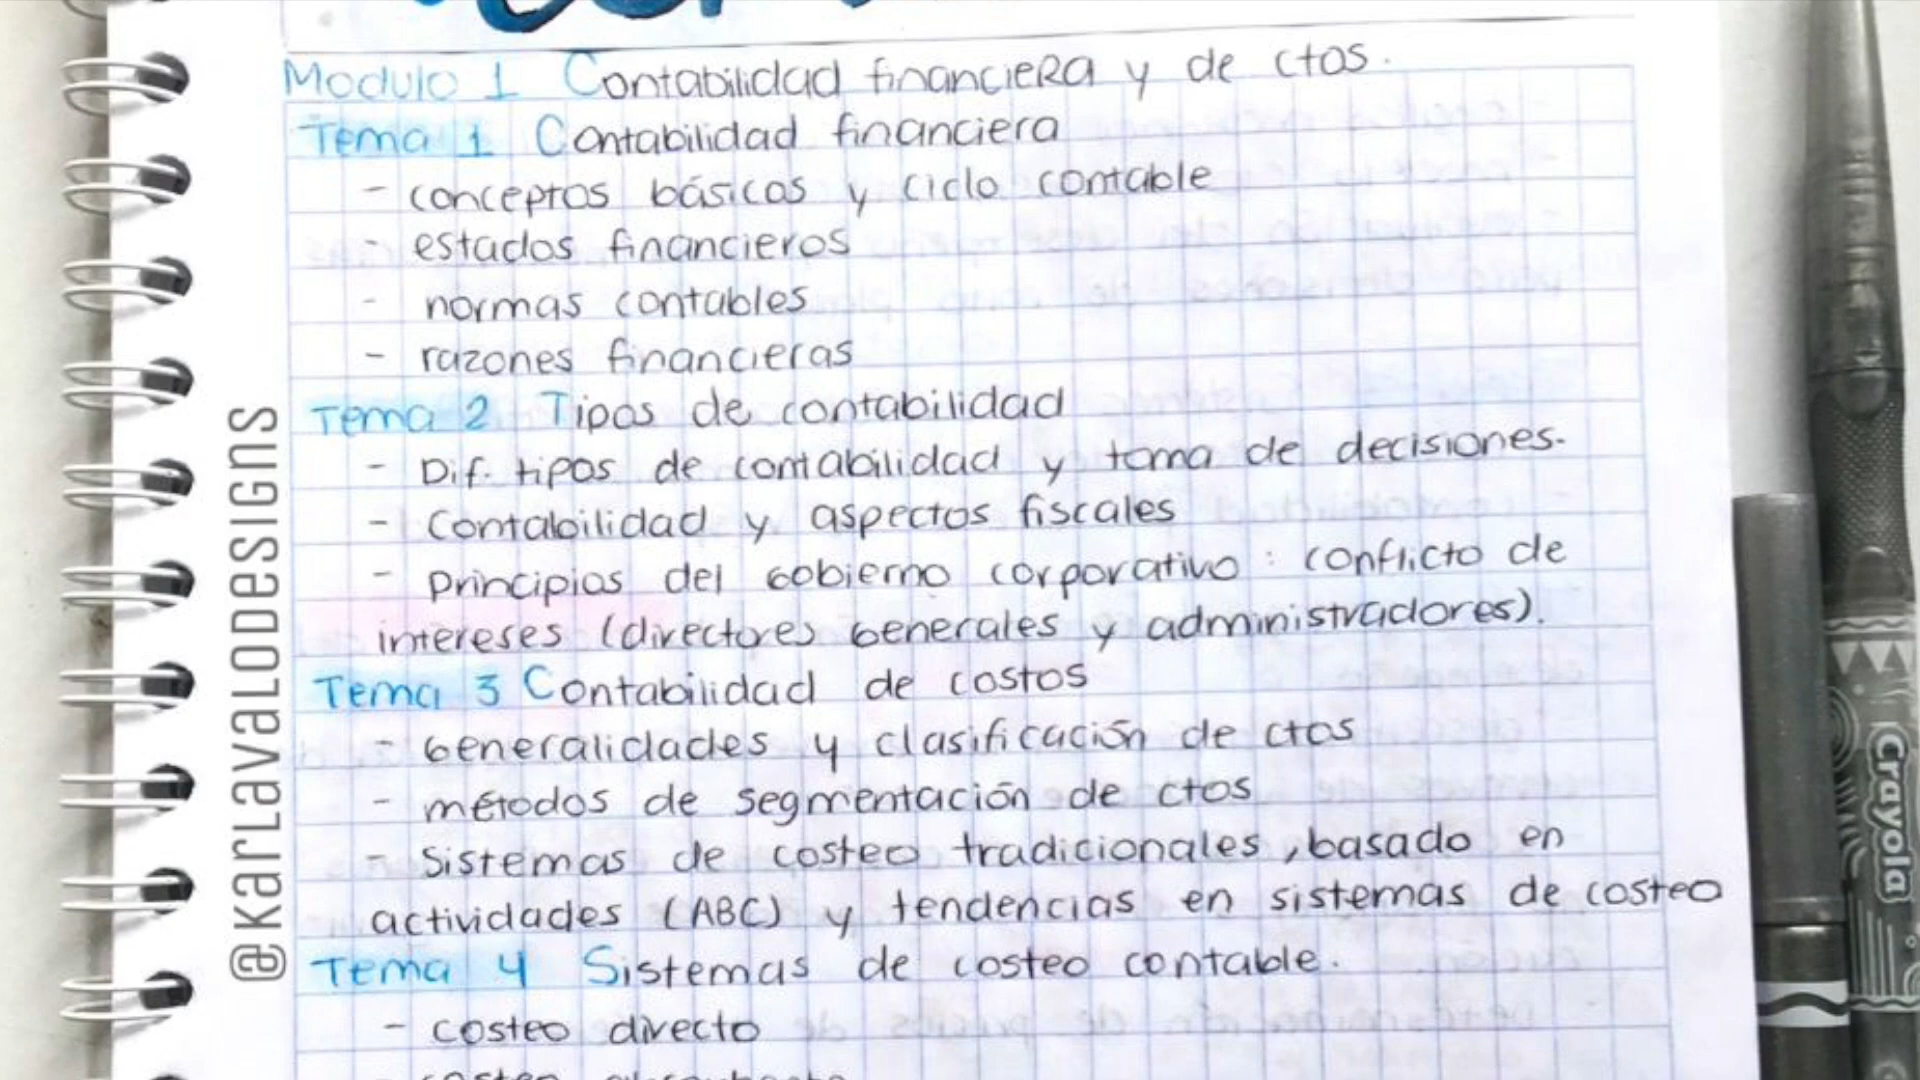 Modulo 1 Contabilidad financiera y de ctos.
Tema 1 Contabilidad financiera
- conceptos básicos y ciclo contable
- estados financieros
- normas contables
- razones financieras
Tema 2 Tipos de contabilidad
- Dif. tipos de contabilidad y toma de decisiones.
- Contabilidad y aspectos fiscales
- Principios del Gobierno corporativo: conflicto de
intereses (directores Generales y administradores).
Tema 3 Contabilidad de costos
- Generalidades y clasificación de ctos
- métodos de segmentación de ctos
- Sistemas de costeo tradicionales, basado en
actividades (ABC) y tendencias en sistemas de costeo
Tema 4 Sistemas de costeo contable.
- costeo directo
- costeo
@KARLAVALODESIGNS
Crayola